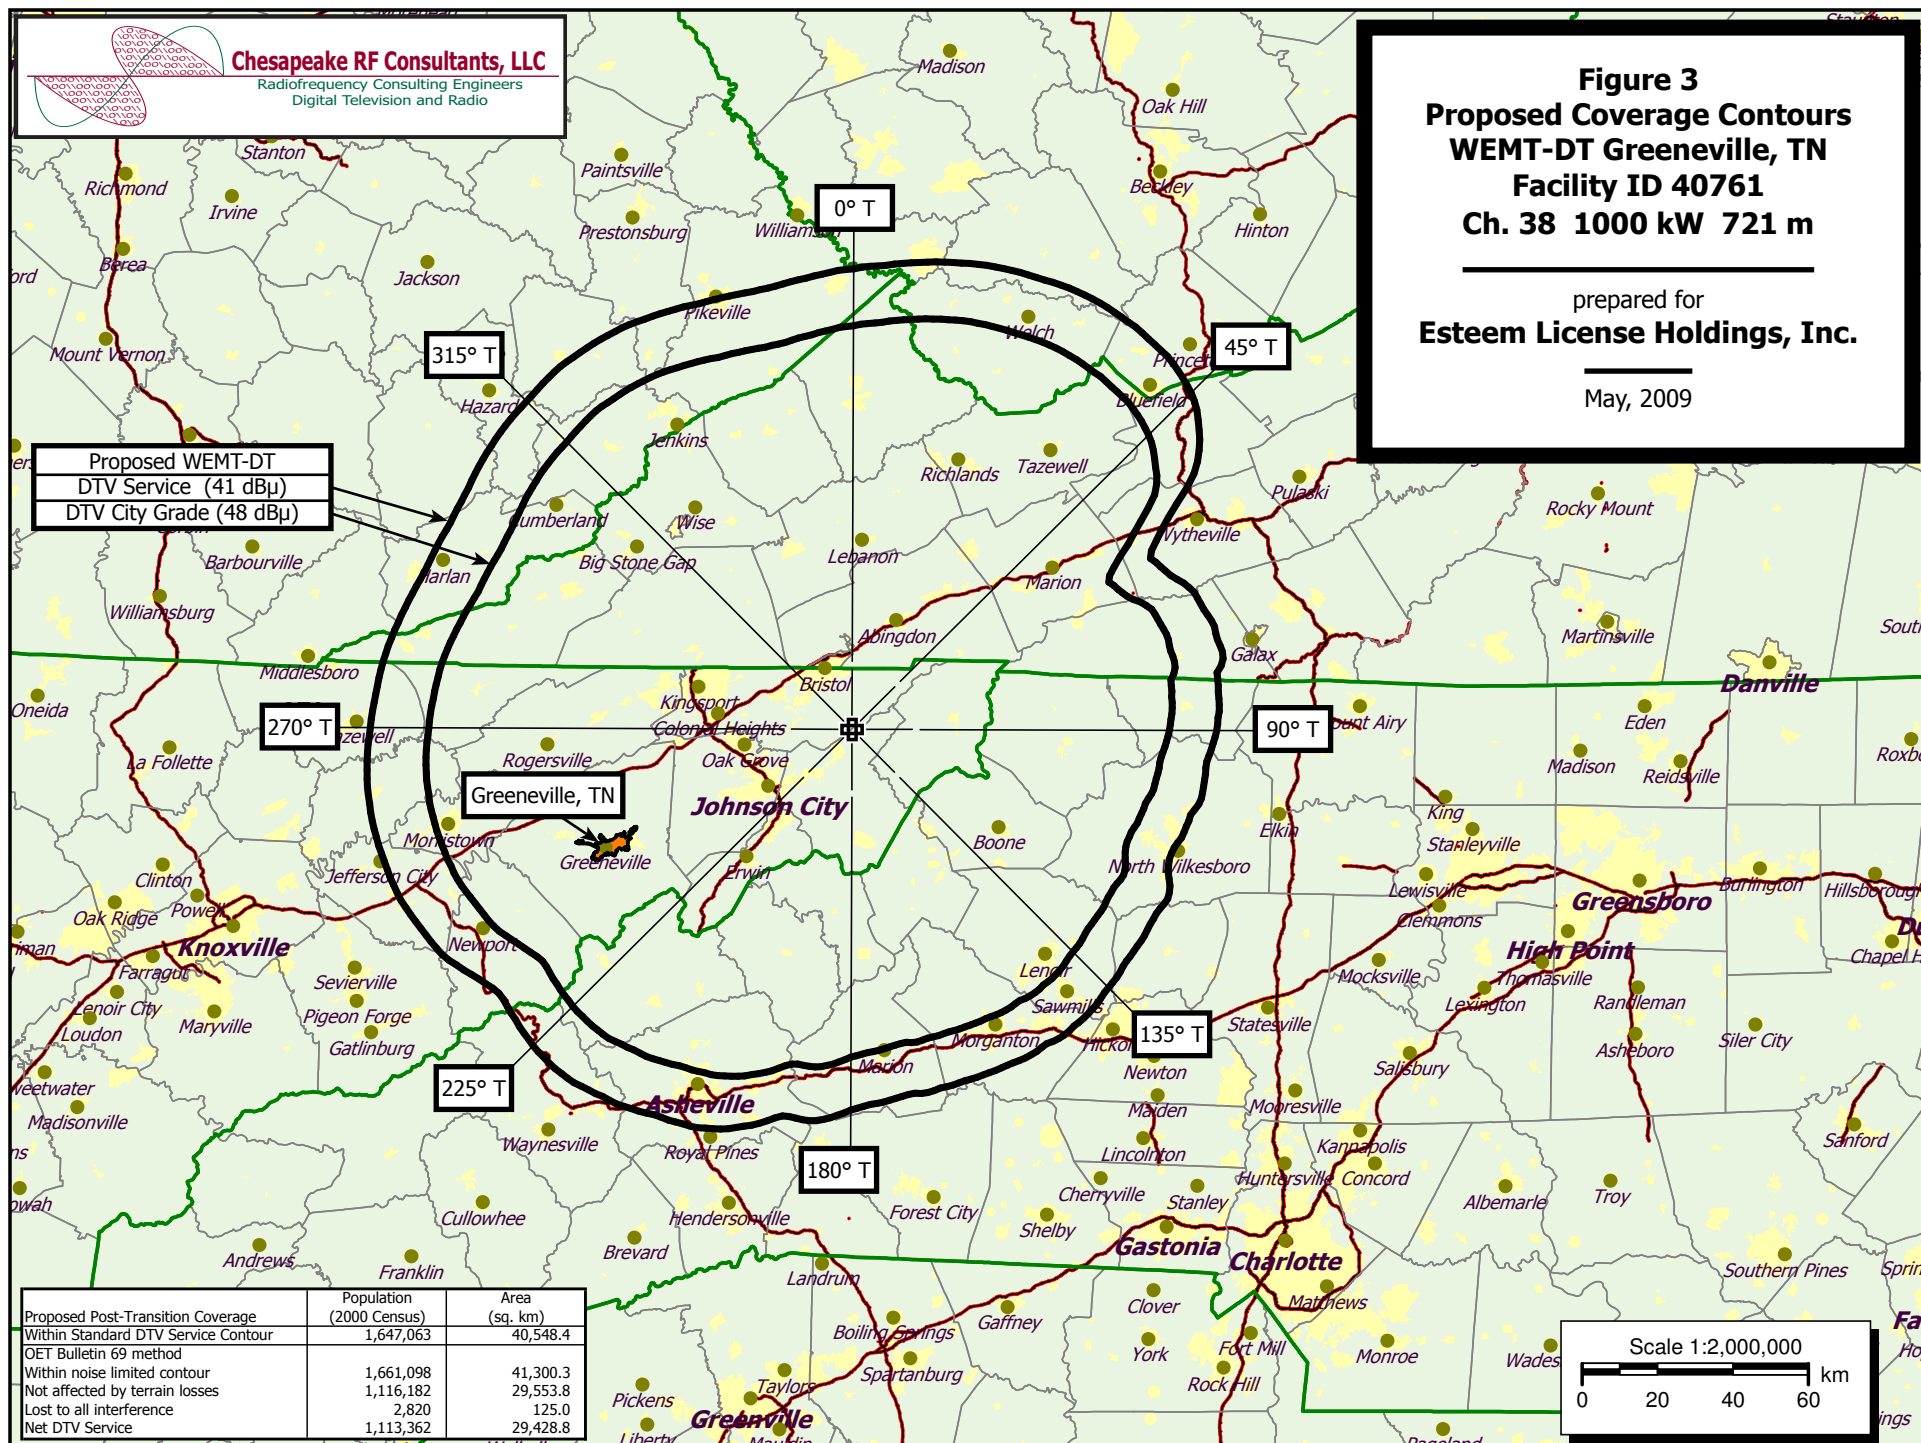 Chesapeake RF Consultants, LLC
Radiofrequency Consulting Engineers
Digital Television and Radio
Figure 3
Proposed Coverage Contours
WEMT-DT Greeneville, TN
Facility ID 40761
Ch. 38 1000 kW 721 m
prepared for
Esteem License Holdings, Inc.
May, 2009
Madison
Oak Hill
Stanton
Paintsville
Richmond
Irvine
Beckley
Prestonsburg
Williamson
0° T
Hinton
Berea
Jackson
Pikeville
Welch
Mount Vernon
315° T
45° T
Hazard
Bluefield
Jenkins
Richlands
Tazewell
Pulaski
Rocky Mount
Proposed WEMT-DT
DTV Service (41 dBµ)
DTV City Grade (48 dBµ)
Cumberland
Wise
Wytheville
Barbourville
Harlan
Big Stone Gap
Lebanon
Marion
Williamsburg
Abingdon
Martinsville
Galax
Middlesboro
Bristol
Danville
Oneida
Kingsport
270° T
Colonial Heights
90° T
Eden
La Follette
Rogersville
Oak Grove
Madison
Reidsville
Greeneville, TN
Johnson City
King
Elkin
Stanleyville
Morristown
Greeneville
Erwin
Boone
North Wilkesboro
Clinton
Jefferson City
Lewisville
Burlington
Hillsborough
Oak Ridge
Powell
Clemmons
Greensboro
Knoxville
Newport
High Point
Farragut
Lenoir
Mocksville
Thomasville
Sevierville
Lenoir City
Maryville
Pigeon Forge
Sawmills
Lexington
Randleman
Loudon
Gatlinburg
Morganton
135° T
Statesville
Asheboro
Siler City
225° T
Marion
Newton
Salisbury
Madisonville
Asheville
Maiden
Mooresville
Waynesville
Royal Pines
180° T
Lincolnton
Kannapolis
Sanford
Cherryville
Stanley
Huntersville
Concord
Albemarle
Troy
Cullowhee
Hendersonville
Forest City
Shelby
Andrews
Franklin
Brevard
Gastonia
Charlotte
Landrum
Southern Pines
Clover
Matthews
Boiling Springs
Gaffney
York
Fort Mill
Monroe
Spartanburg
Rock Hill
Taylors
Pickens
Greenville
Liberty
Mauldin
Pageland
Proposed Post-Transition Coverage Population (2000 Census) Area (sq. km)
Within Standard DTV Service Contour 1,647,063 40,548.4
OET Bulletin 69 method
Within noise limited contour 1,661,098 41,300.3
Not affected by terrain losses 1,116,182 29,553.8
Lost to all interference 2,820 125.0
Net DTV Service 1,113,362 29,428.8
Scale 1:2,000,000
0 20 40 60 km